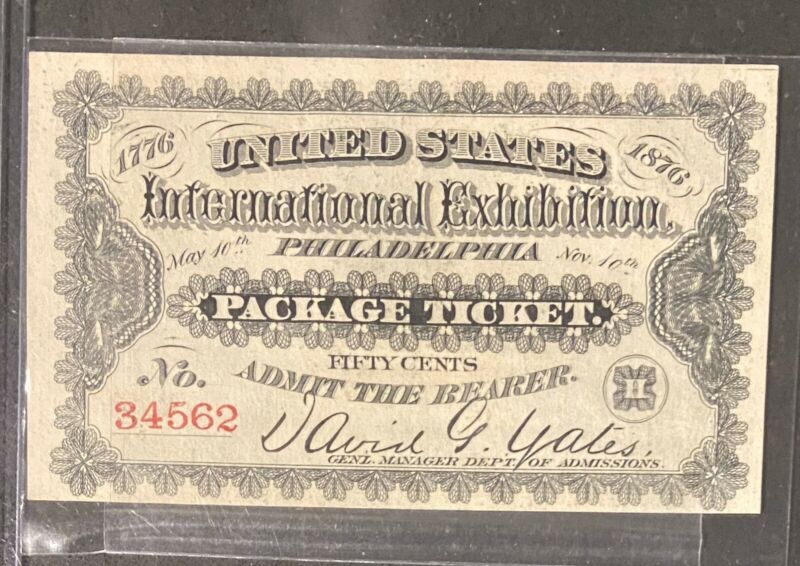 1776 UNITED STATES 1876
International Exhibition,
May 10th PHILADELPHIA Nov. 10th
PACKAGE TICKET.
FIFTY CENTS
No. ADMIT THE BEARER. H
34562 David G. Yates,
GENL. MANAGER DEPT. OF ADMISSIONS.